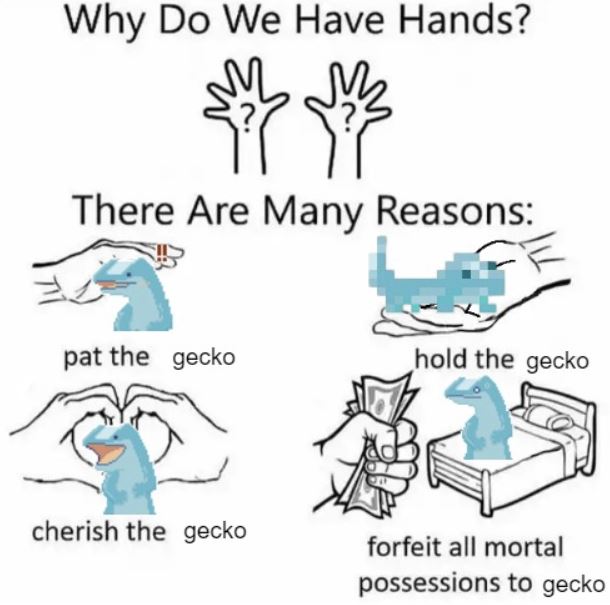 Why Do We Have Hands?
? ?
There Are Many Reasons:
!!
pat the gecko
hold the gecko
cherish the gecko
forfeit all mortal
possessions to gecko